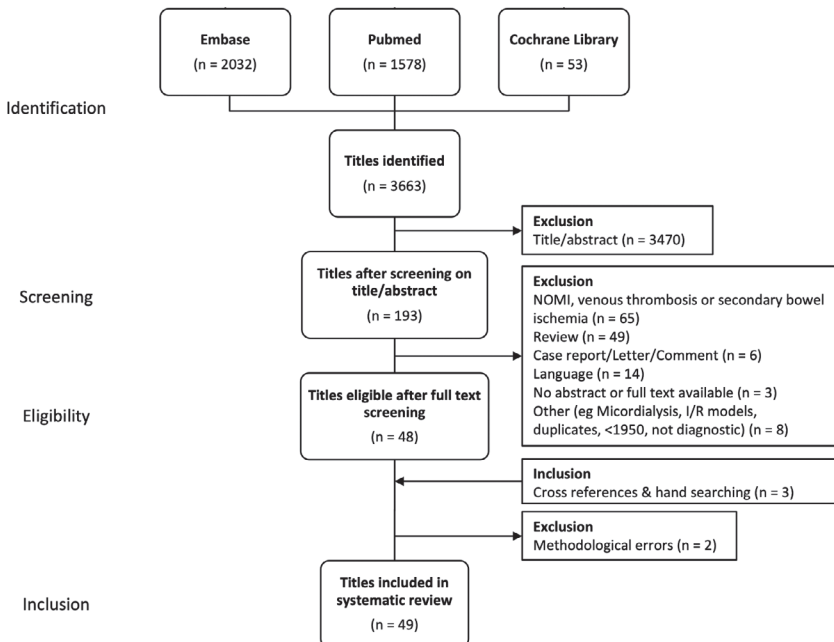 Embase
(n = 2032)
Pubmed
(n = 1578)
Cochrane Library
(n = 53)
Identification
Titles identified
(n = 3663)
Exclusion
Title/abstract (n = 3470)
Titles after screening on
title/abstract
(n = 193)
Screening
Exclusion
NOMI, venous thrombosis or secondary bowel
ischemia (n = 65)
Review (n = 49)
Case report/Letter/Comment (n = 6)
Language (n = 14)
No abstract or full text available (n = 3)
Other (eg Micordialysis, I/R models,
duplicates, <1950, not diagnostic) (n = 8)
Eligibility
Titles eligible after full text
screening
(n = 48)
Inclusion
Cross references & hand searching (n = 3)
Exclusion
Methodological errors (n = 2)
Inclusion
Titles included in
systematic review
(n = 49)